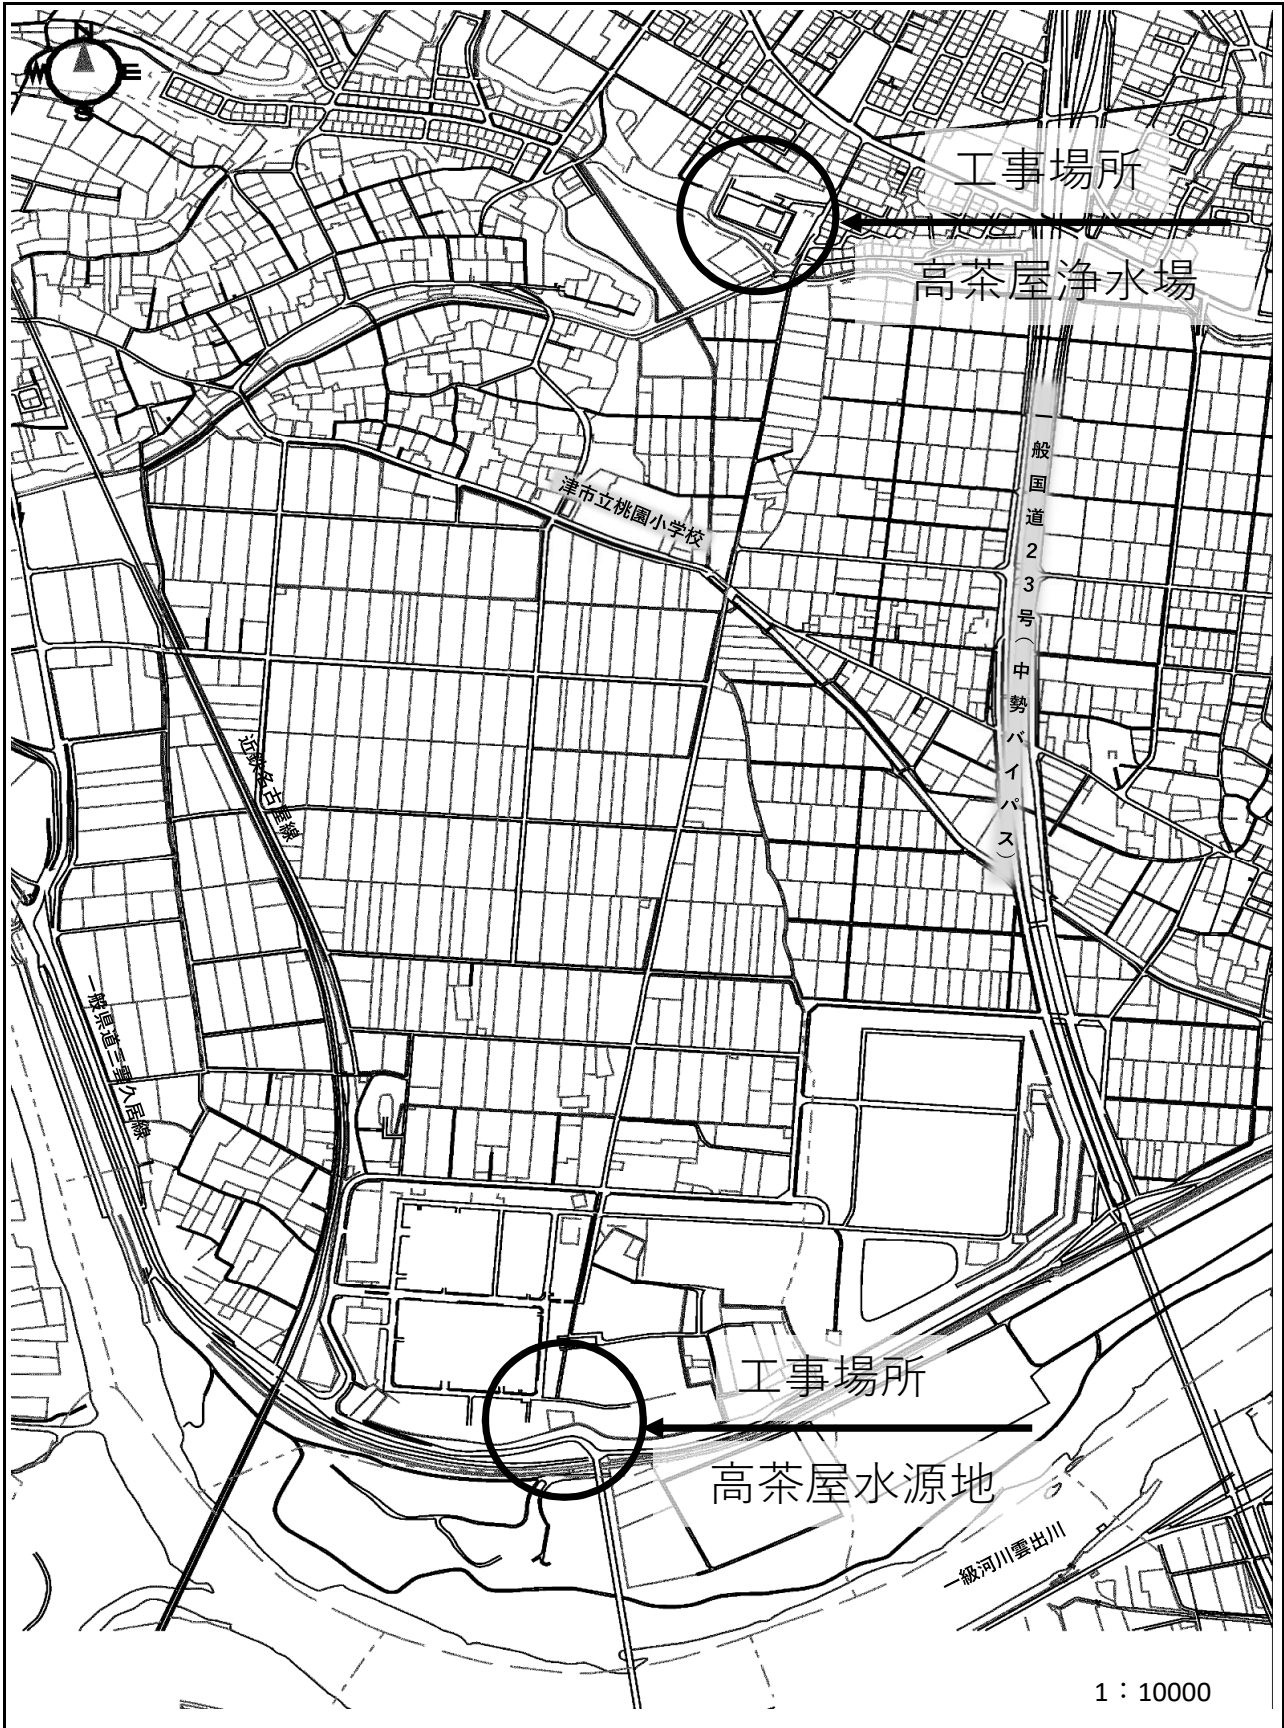 N
W E
S
工事場所
高茶屋浄水場
一般国道23号(中勢バイパス)
津市立桃園小学校
近鉄名古屋線
一般県道三雲久居線
工事場所
高茶屋水源地
一級河川雲出川
1：10000